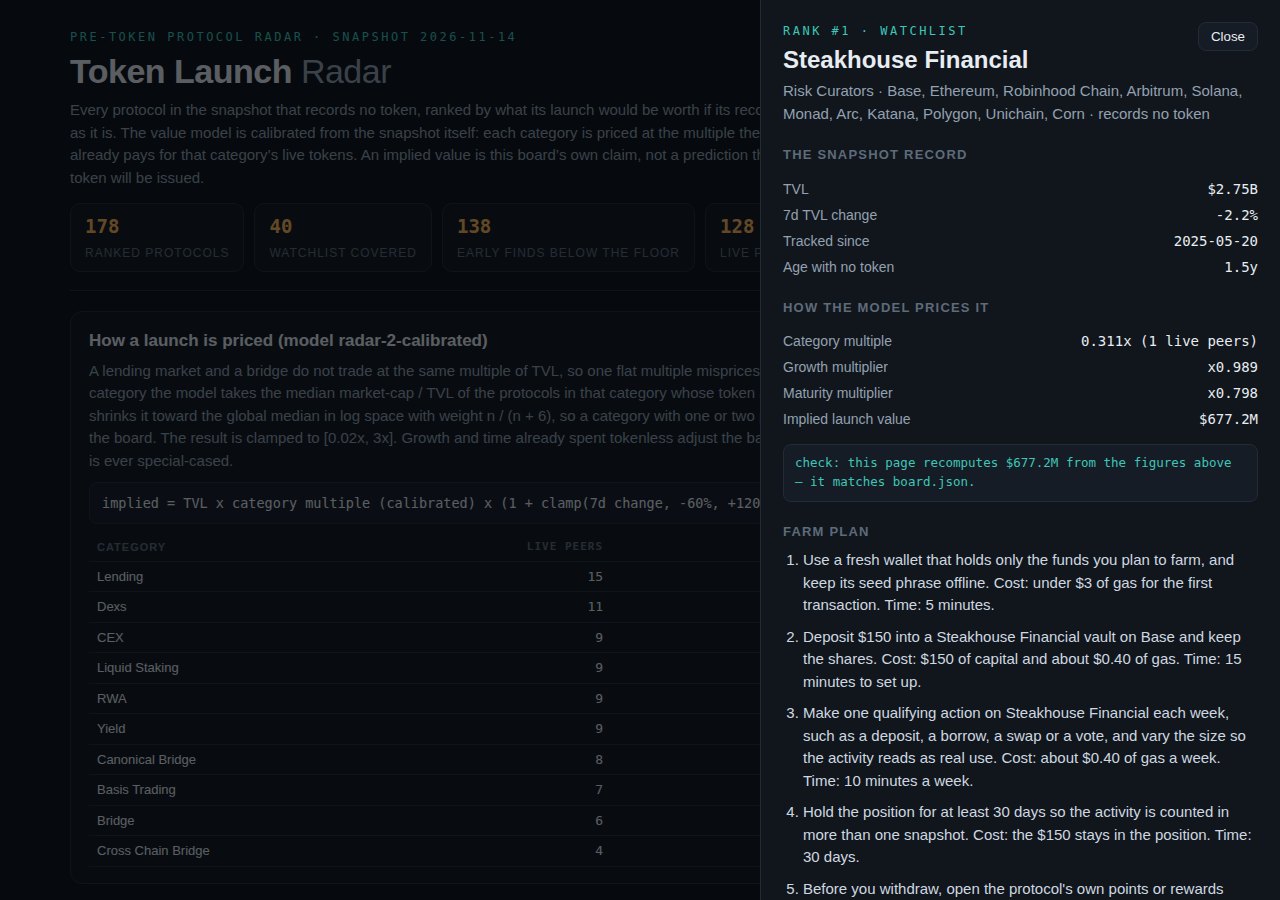 PRE-TOKEN PROTOCOL RADAR · SNAPSHOT 2026-11-14
Token Launch Radar
Every protocol in the snapshot that records no token, ranked by what its launch would be worth if its
as it is. The value model is calibrated from the snapshot itself: each category is priced at the multiple
already pays for that category's live tokens. An implied value is this board's own claim, not a prediction
token will be issued.
178
RANKED PROTOCOLS
40
WATCHLIST COVERED
138
EARLY FINDS BELOW THE FLOOR
128
LIVE
How a launch is priced (model radar-2-calibrated)
A lending market and a bridge do not trade at the same multiple of TVL, so one flat multiple misprices
category the model takes the median market-cap / TVL of the protocols in that category whose token
shrinks it toward the global median in log space with weight n / (n + 6), so a category with one or two
the board. The result is clamped to [0.02x, 3x]. Growth and time already spent tokenless adjust the
is ever special-cased.
implied = TVL x category multiple (calibrated) x (1 + clamp(7d change, -60%, +120
CATEGORY LIVE PEERS
Lending 15
Dexs 11
CEX 9
Liquid Staking 9
RWA 9
Yield 9
Canonical Bridge 8
Basis Trading 7
Bridge 6
Cross Chain Bridge 4
RANK #1 · WATCHLIST
Close
Steakhouse Financial
Risk Curators · Base, Ethereum, Robinhood Chain, Arbitrum, Solana,
Monad, Arc, Katana, Polygon, Unichain, Corn · records no token
THE SNAPSHOT RECORD
TVL $2.75B
7d TVL change -2.2%
Tracked since 2025-05-20
Age with no token 1.5y
HOW THE MODEL PRICES IT
Category multiple 0.311x (1 live peers)
Growth multiplier x0.989
Maturity multiplier x0.798
Implied launch value $677.2M
check: this page recomputes $677.2M from the figures above
— it matches board.json.
FARM PLAN
1. Use a fresh wallet that holds only the funds you plan to farm, and
keep its seed phrase offline. Cost: under $3 of gas for the first
transaction. Time: 5 minutes.
2. Deposit $150 into a Steakhouse Financial vault on Base and keep
the shares. Cost: $150 of capital and about $0.40 of gas. Time: 15
minutes to set up.
3. Make one qualifying action on Steakhouse Financial each week,
such as a deposit, a borrow, a swap or a vote, and vary the size so
the activity reads as real use. Cost: about $0.40 of gas a week.
Time: 10 minutes a week.
4. Hold the position for at least 30 days so the activity is counted in
more than one snapshot. Cost: the $150 stays in the position. Time:
30 days.
5. Before you withdraw, open the protocol's own points or rewards